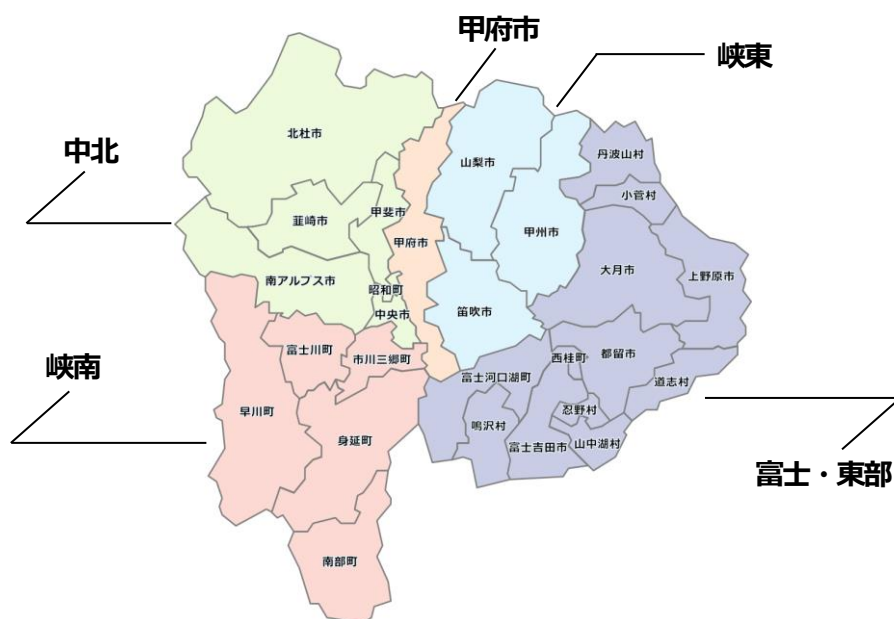 甲府市
峡東
中北
峡南
富士・東部
北杜市
山梨市
丹波山村
小菅村
韮崎市
甲斐市
甲府市
甲州市
大月市
上野原市
南アルプス市
昭和町
中央市
笛吹市
富士川町
市川三郷町
富士河口湖町
西桂町
都留市
道志村
早川町
身延町
鳴沢村
忍野村
富士吉田市
山中湖村
南部町